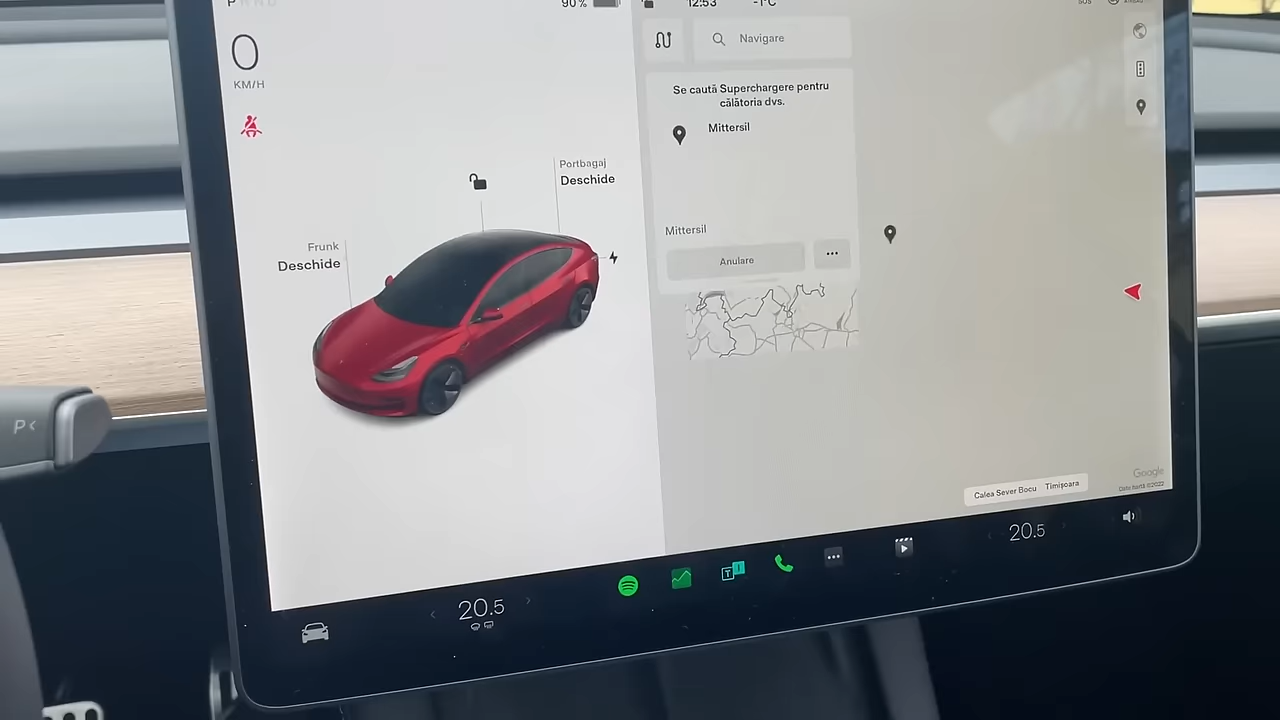 P R N D
90%
12:53
-1°C
SOS
0
KM/H
Navigare
Se caută Superchargere pentru
călătoria dvs.
Mittersil
Portbagaj
Deschide
Frunk
Deschide
Mittersil
Anulare
P<
Google
Calea Sever Bocu Timișoara
20.5
20.5